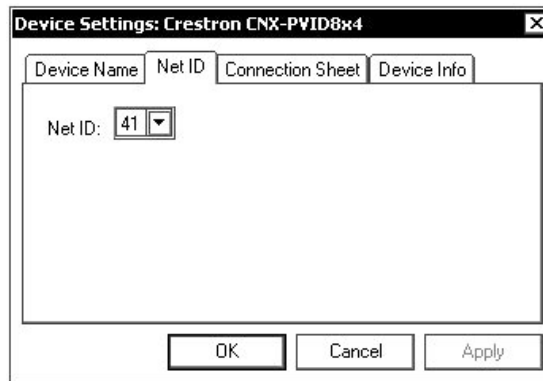 Device Settings: Crestron CNX-PVID8x4
Device Name Net ID Connection Sheet Device Info
Net ID: 41
OK Cancel Apply